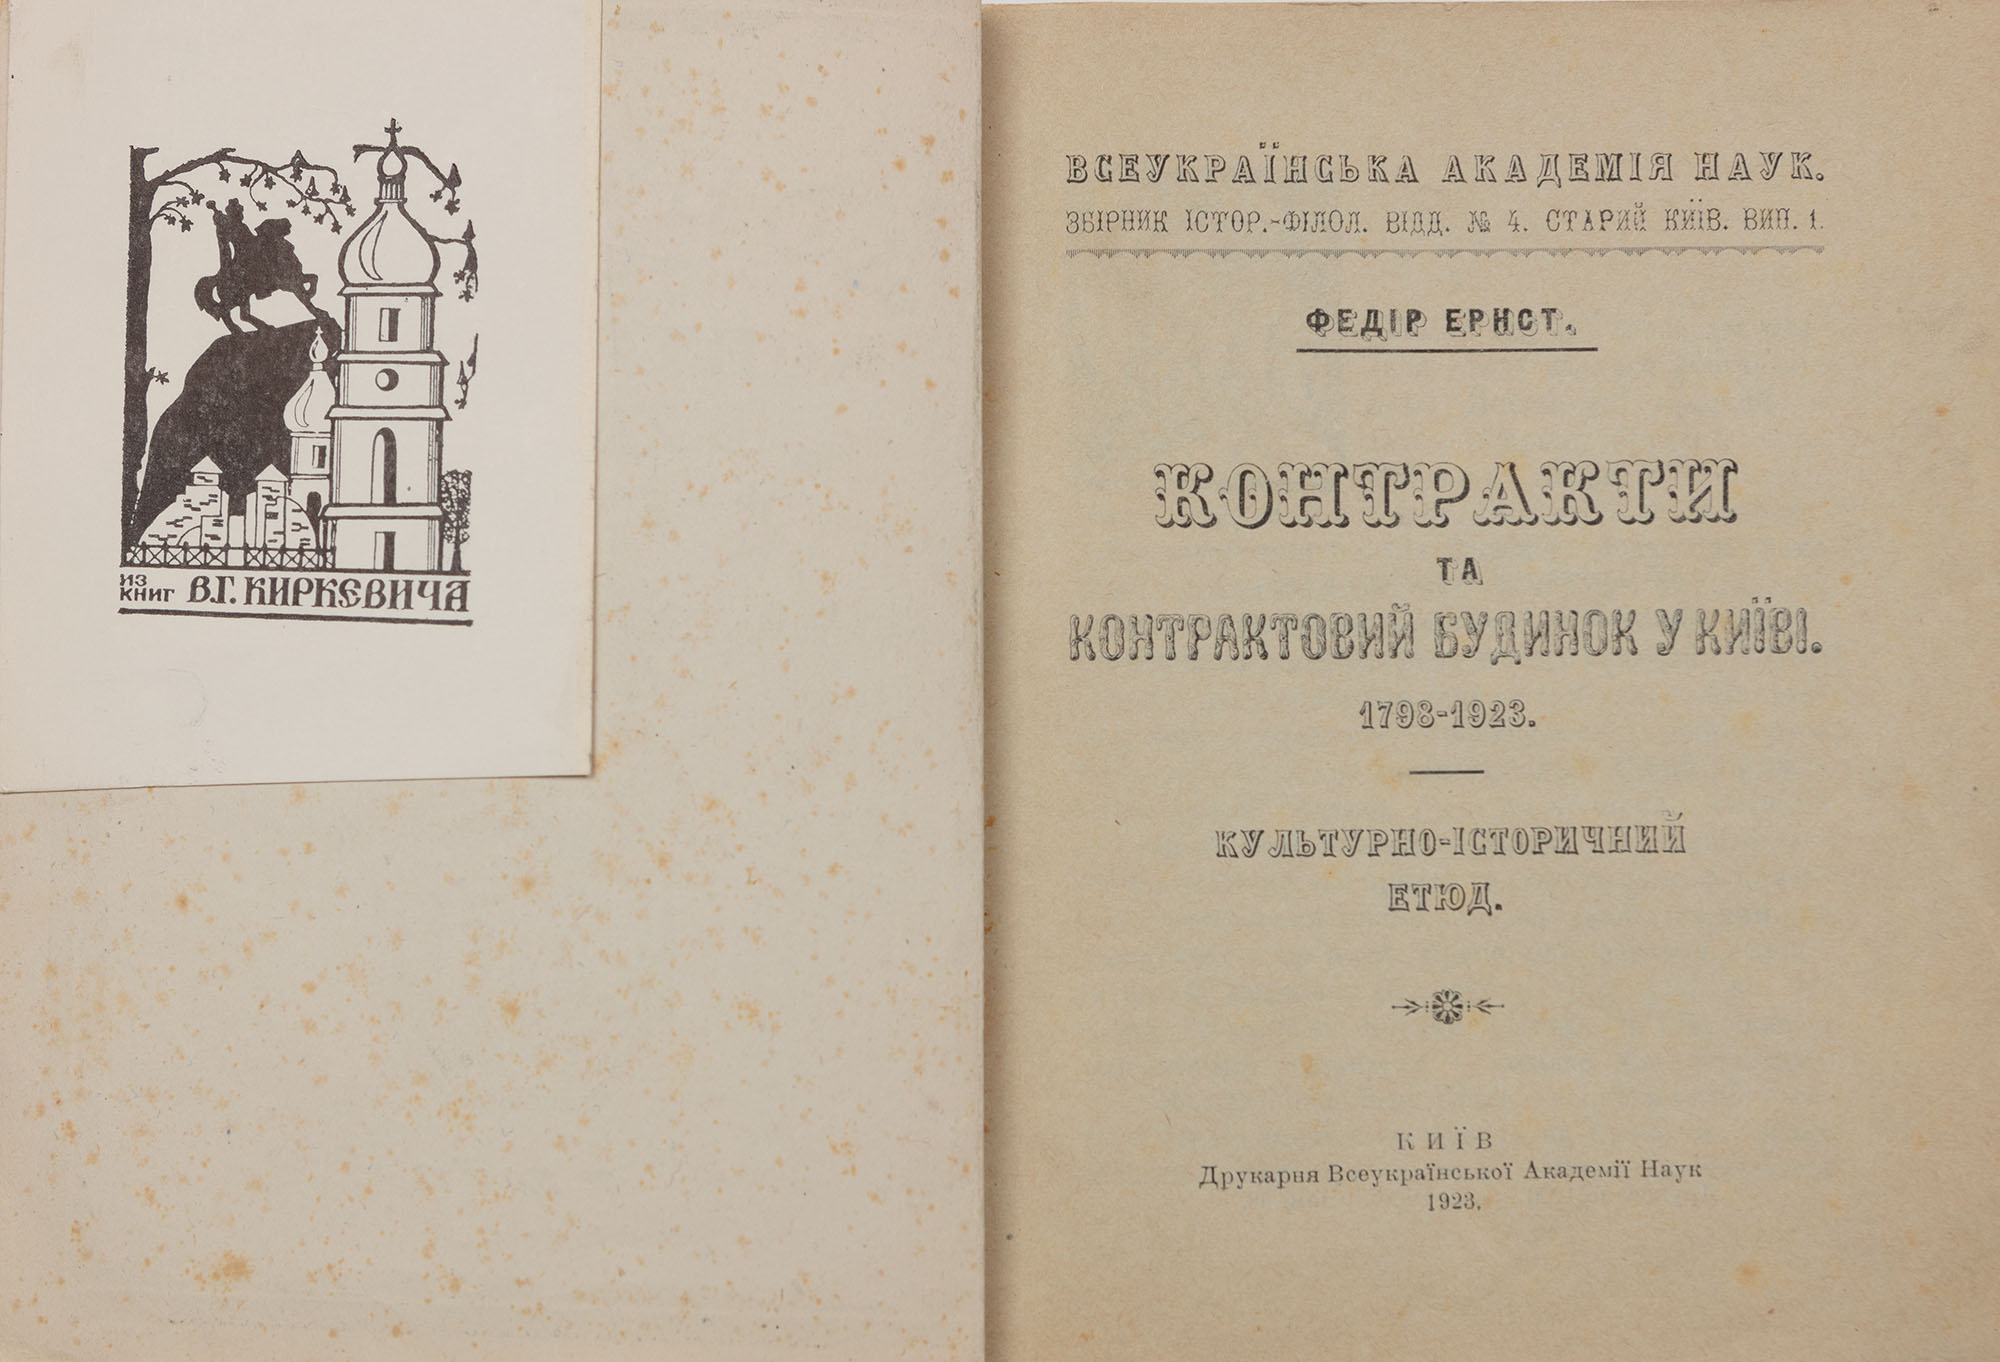 ИЗ
КНИГ В.Г. КИРКЄВИЧА
ВСЕУКРАЇНСЬКА АКАДЕМІЯ НАУК.
ЗБІРНИК ІСТОР.-ФІЛОЛ. ВІДД. № 4. СТАРИЙ КИЇВ. ВИП. 1.
ФЕДІР ЕРНСТ.
КОНТРАКТИ
ТА
КОНТРАКТОВИЙ БУДИНОК У КИЇВІ.
1798-1923.
КУЛЬТУРНО-ІСТОРИЧНИЙ
ЕТЮД.
КИЇВ
Друкарня Всеукраїнської Академії Наук
1923.